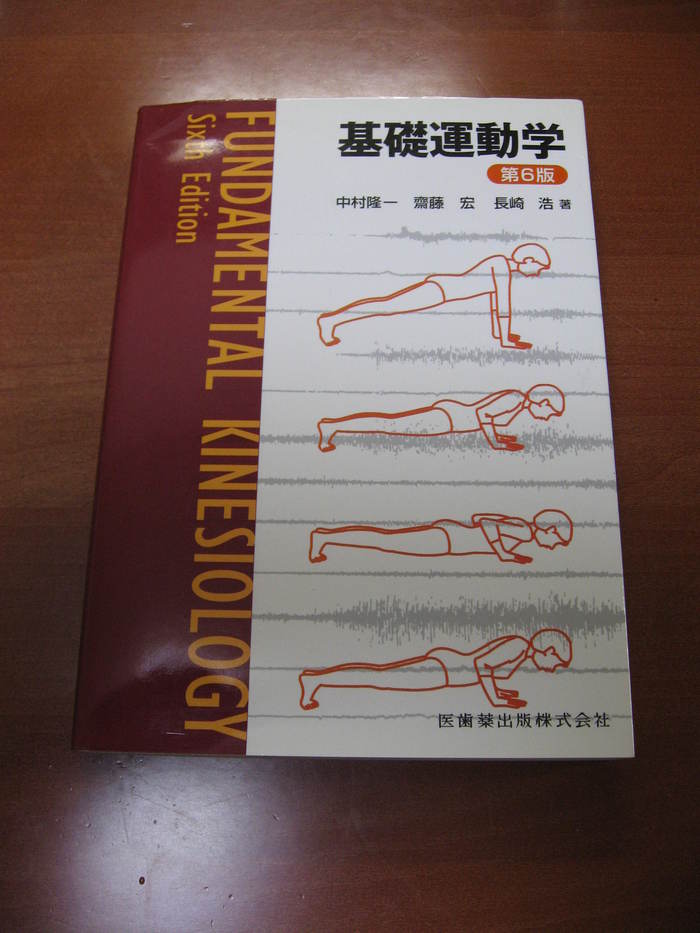 基礎運動学
第6版
中村隆一 齋藤 宏 長崎 浩 著
FUNDAMENTAL KINESIOLOGY
Sixth Edition
医歯薬出版株式会社